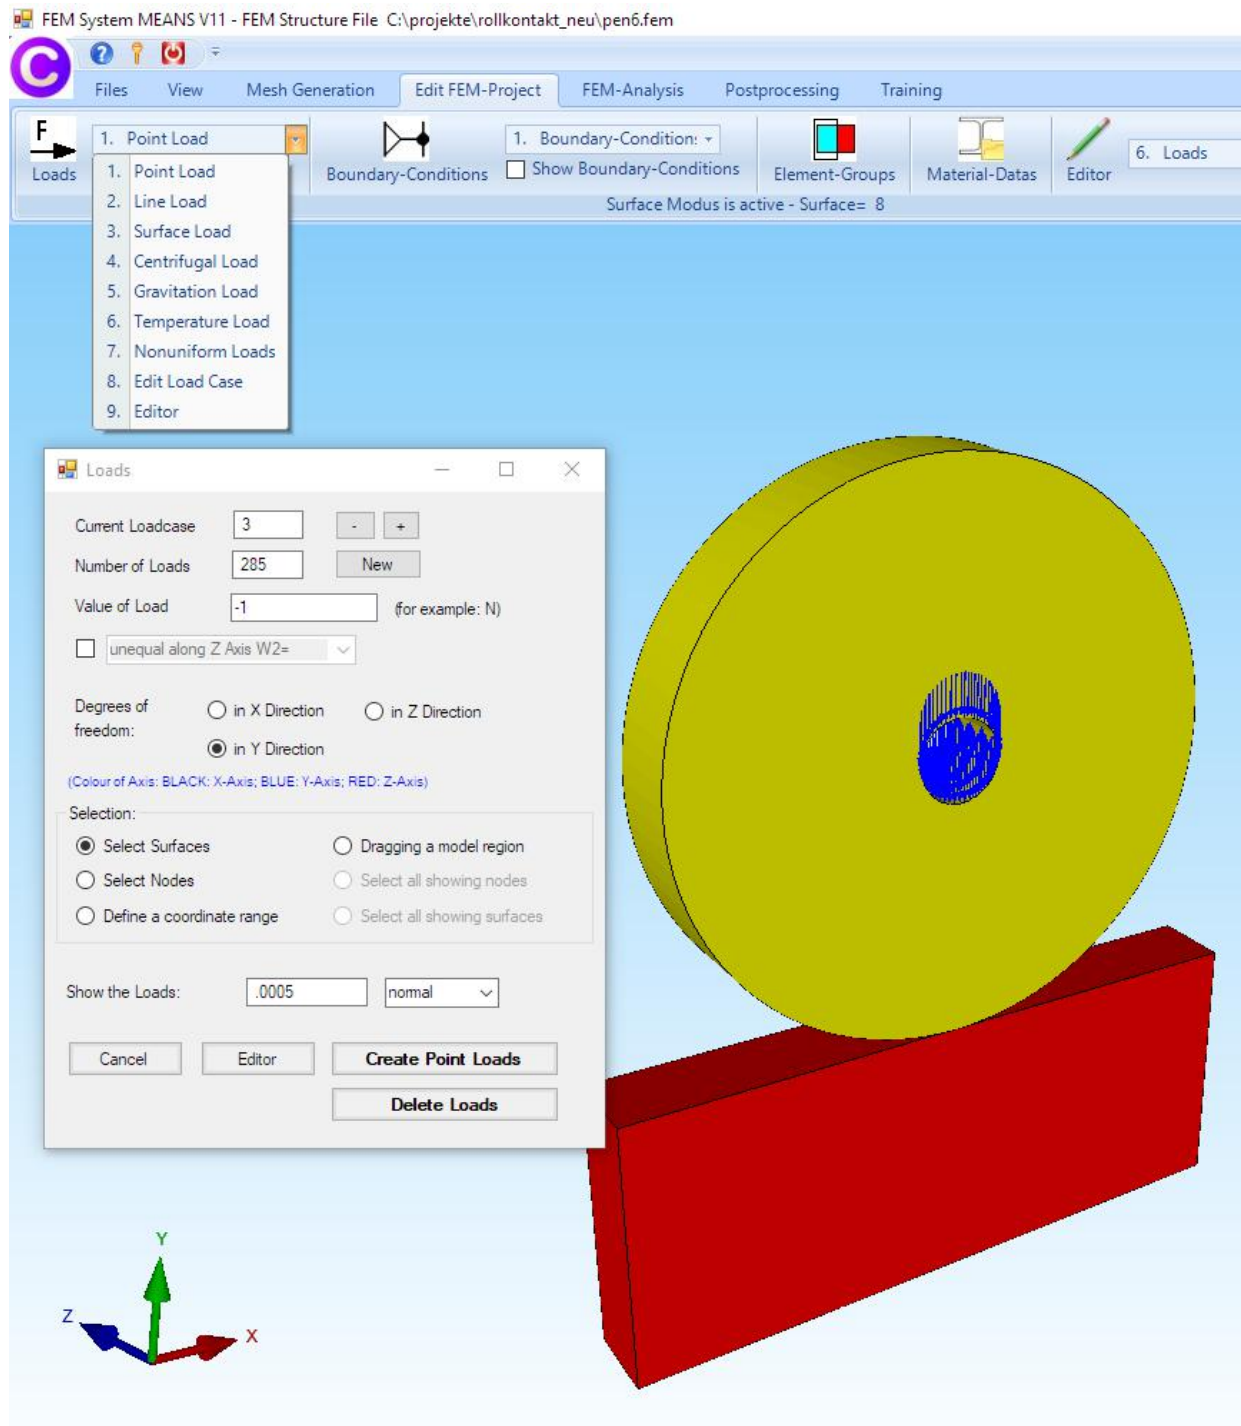 FEM System MEANS V11 - FEM Structure File C:\projekte\rollkontakt_neu\pen6.fem
C
Files View Mesh Generation Edit FEM-Project FEM-Analysis Postprocessing Training
F
1. Point Load
1. Boundary-Condition:
6. Loads
Show Boundary-Conditions
Loads Boundary-Conditions Element-Groups Material-Datas Editor
Surface Modus is active - Surface= 8
1. Point Load
2. Line Load
3. Surface Load
4. Centrifugal Load
5. Gravitation Load
6. Temperature Load
7. Nonuniform Loads
8. Edit Load Case
9. Editor
Loads
Current Loadcase 3 - +
Number of Loads 285 New
Value of Load -1 (for example: N)
unequal along Z Axis W2=
Degrees of
freedom:
in X Direction in Z Direction
in Y Direction
(Colour of Axis: BLACK: X-Axis; BLUE: Y-Axis; RED: Z-Axis)
Selection:
Select Surfaces Dragging a model region
Select Nodes Select all showing nodes
Define a coordinate range Select all showing surfaces
Show the Loads: .0005 normal
Cancel Editor Create Point Loads
Delete Loads
Y
Z
X